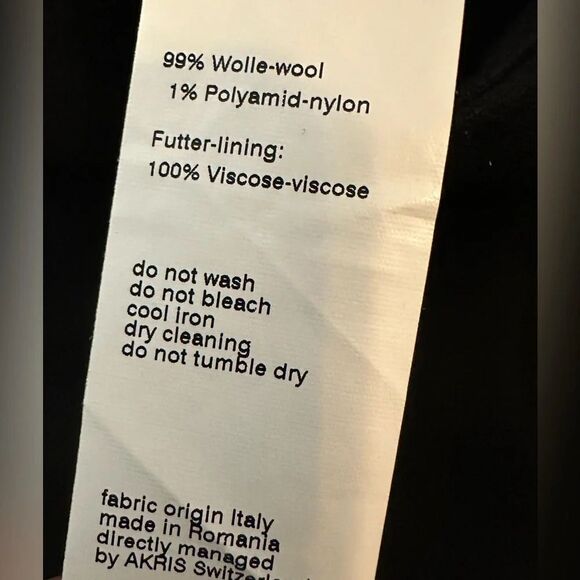 99% Wolle-wool
1% Polyamid-nylon
Futter-lining:
100% Viscose-viscose
do not wash
do not bleach
cool iron
dry cleaning
do not tumble dry
fabric origin Italy
made in Romania
directly managed
by AKRIS